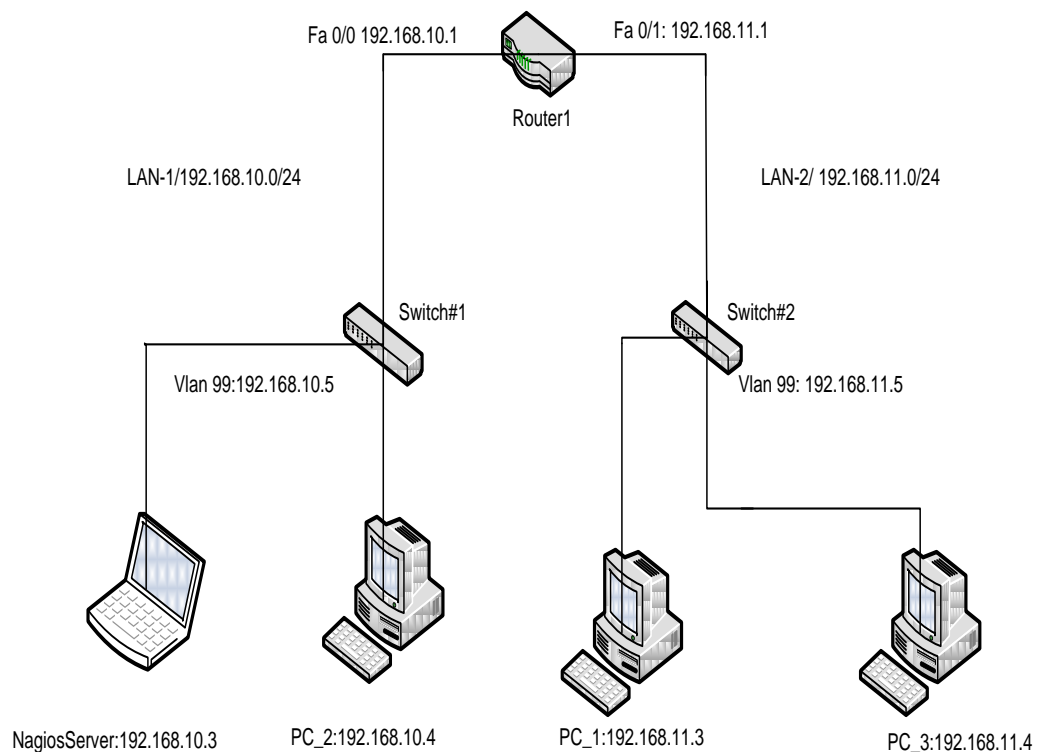 Fa 0/0 192.168.10.1
Fa 0/1: 192.168.11.1
Router1
LAN-1/192.168.10.0/24
LAN-2/ 192.168.11.0/24
Switch#1
Switch#2
Vlan 99:192.168.10.5
Vlan 99: 192.168.11.5
NagiosServer:192.168.10.3
PC_2:192.168.10.4
PC_1:192.168.11.3
PC_3:192.168.11.4